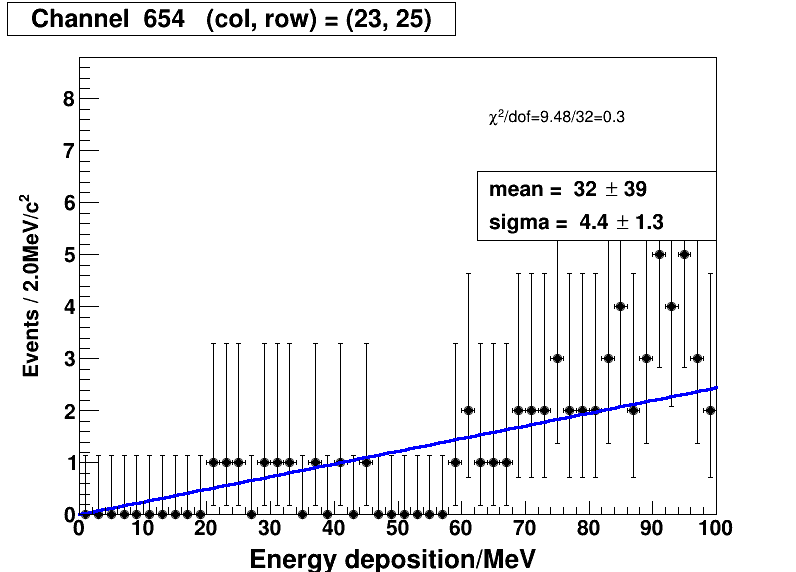 Channel  654   (col, row) = (23, 25)
χ²/dof=9.48/32=0.3
mean =  32 ± 39
sigma =  4.4 ± 1.3
Events / 2.0MeV/c²
8
7
6
5
4
3
2
1
0
0 10 20 30 40 50 60 70 80 90 100
Energy deposition/MeV